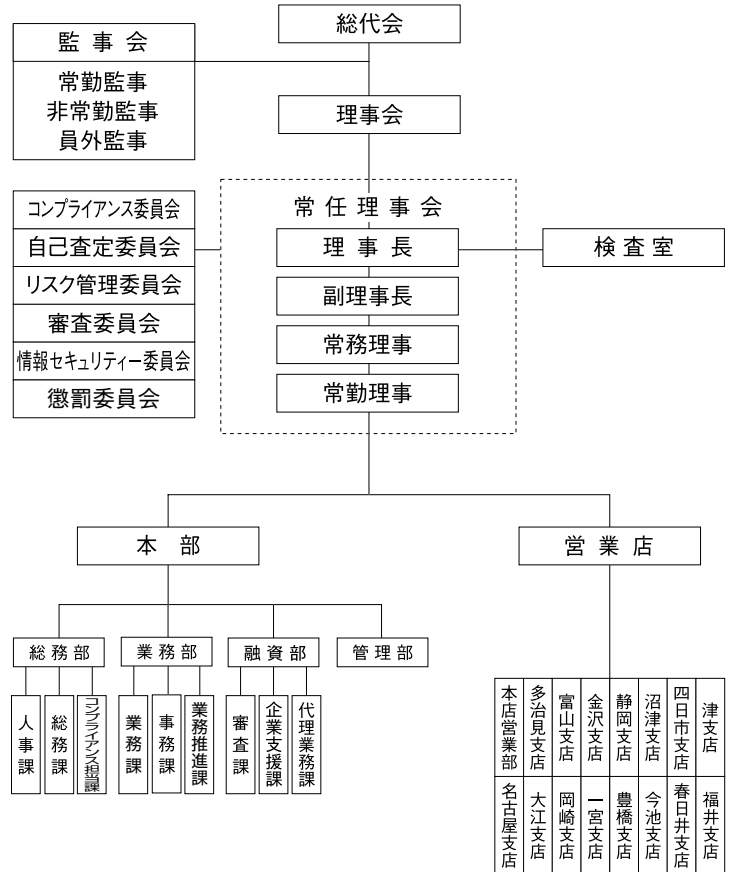 総代会
監事会
常勤監事
非常勤監事
員外監事
理事会
コンプライアンス委員会
自己査定委員会
リスク管理委員会
審査委員会
情報セキュリティー委員会
懲罰委員会
常任理事会
理事長
副理事長
常務理事
常勤理事
検査室
本部
営業店
総務部
業務部
融資部
管理部
人事課
総務課
コンプライアンス担当課
業務課
事務課
業務推進課
審査課
企業支援課
代理業務課
本店営業部
多治見支店
富山支店
金沢支店
静岡支店
沼津支店
四日市支店
津支店
名古屋支店
大江支店
岡崎支店
一宮支店
豊橋支店
今池支店
春日井支店
福井支店